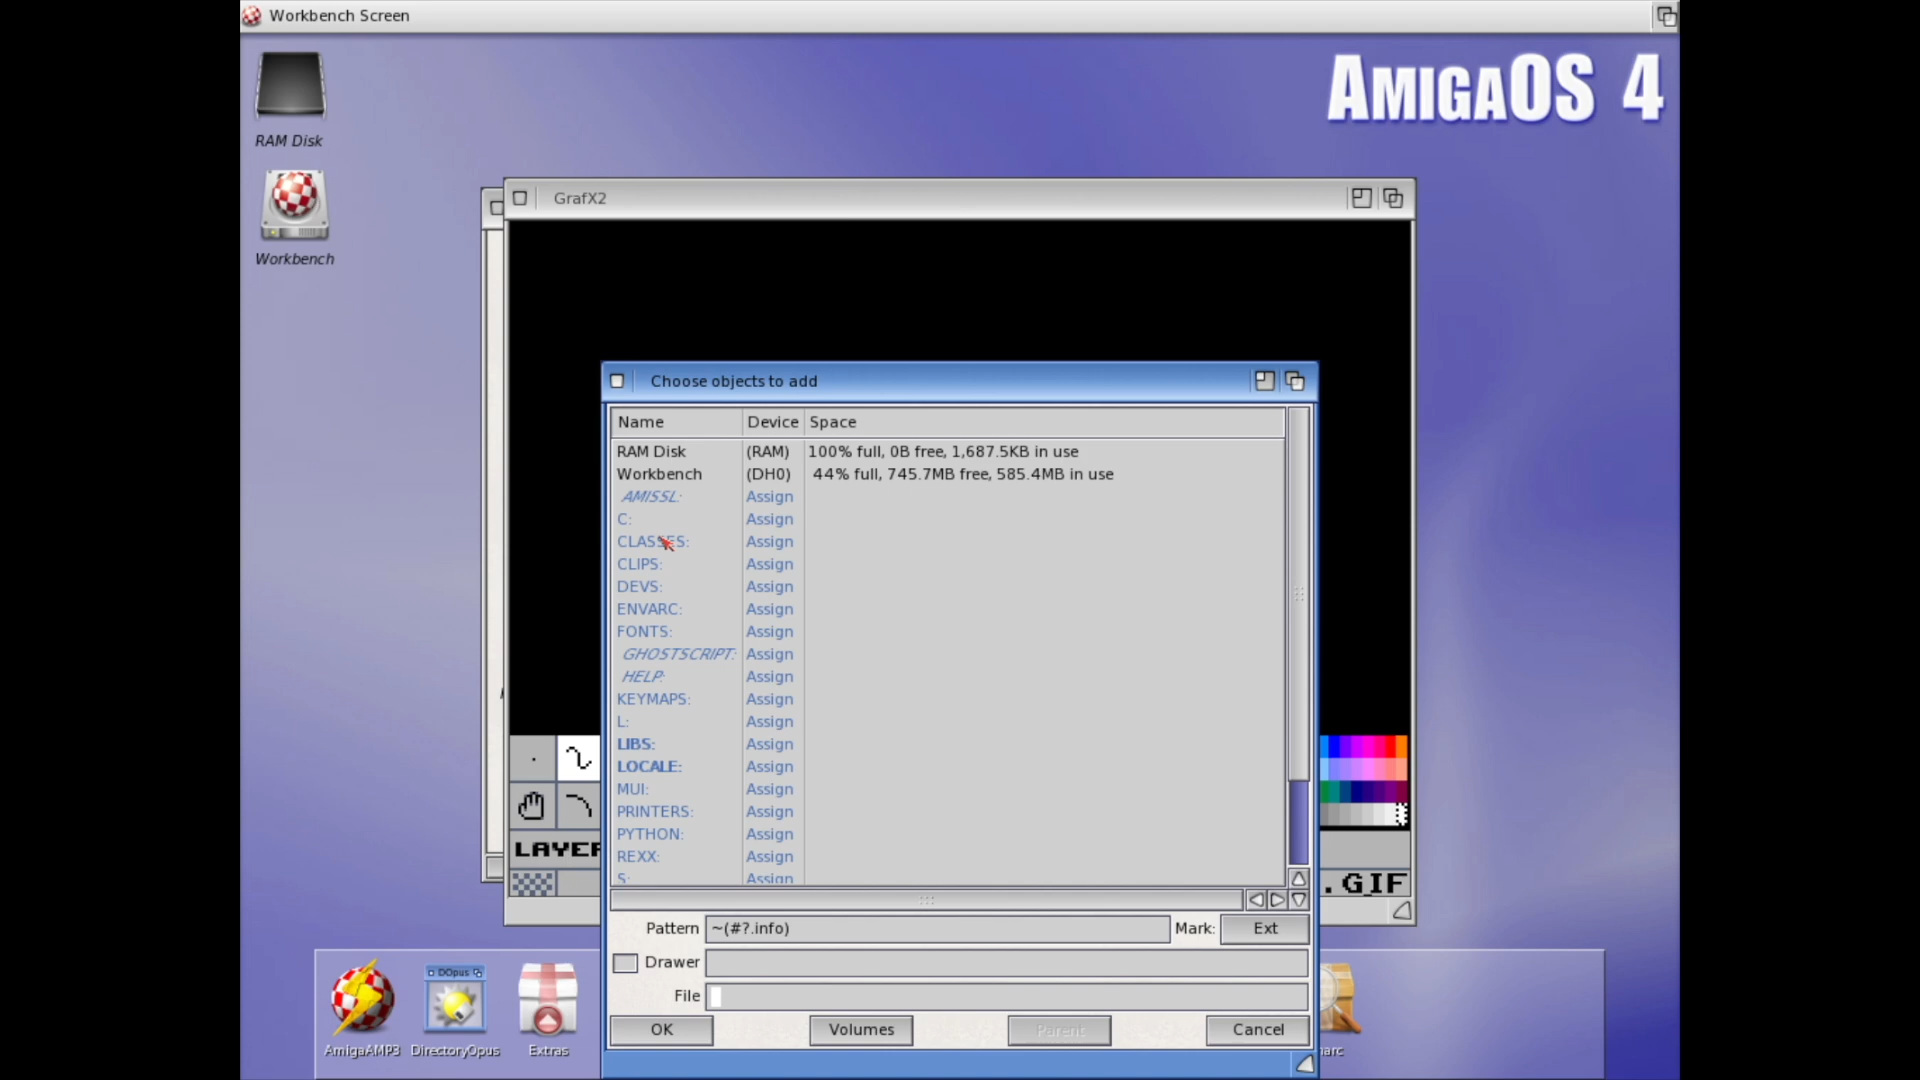 Workbench Screen
AMIGAOS 4
RAM Disk
Workbench
GrafX2
Choose objects to add
Name Device Space
RAM Disk (RAM) 100% full, 0B free, 1,687.5KB in use
Workbench (DH0) 44% full, 745.7MB free, 585.4MB in use
AMISSL: Assign
C: Assign
CLASSES: Assign
CLIPS: Assign
DEVS: Assign
ENVARC: Assign
FONTS: Assign
GHOSTSCRIPT: Assign
HELP: Assign
KEYMAPS: Assign
L: Assign
LIBS: Assign
LOCALE: Assign
MUI: Assign
PRINTERS: Assign
PYTHON: Assign
REXX: Assign
S: Assign
LAYER
.GIF
Pattern ~(#?.info) Mark: Ext
Drawer
File
OK Volumes Parent Cancel
DOpus
AmigaAMP3 DirectoryOpus Extras